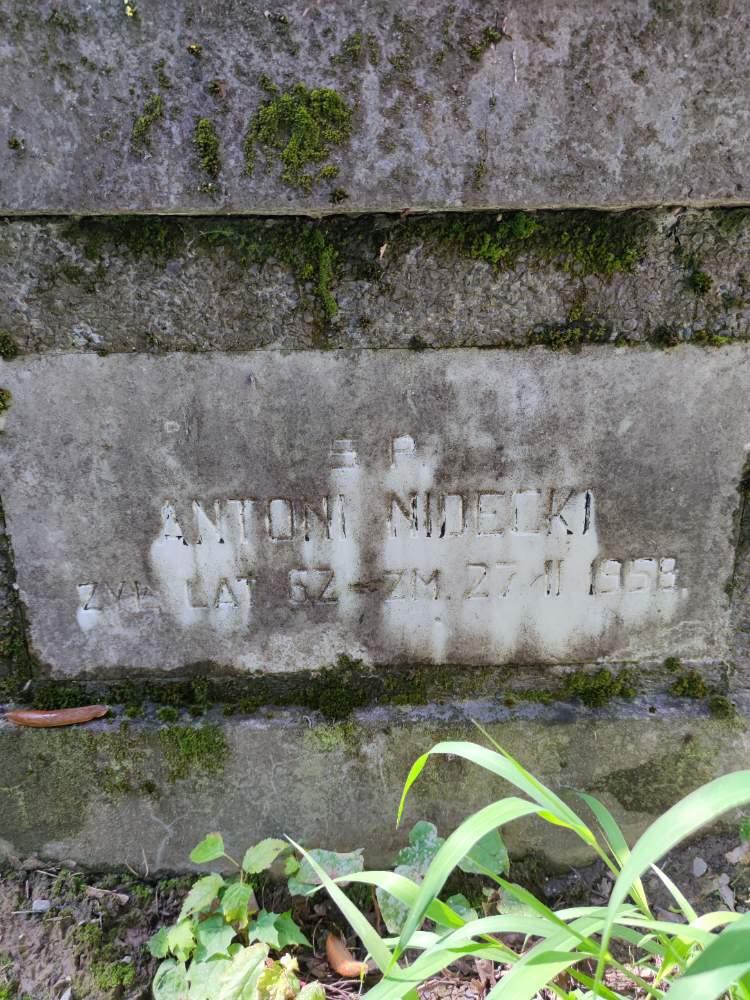 Ś P
ANTONI NIDECKI
ŻYŁ LAT 62 - ZM. 27 II 1958.